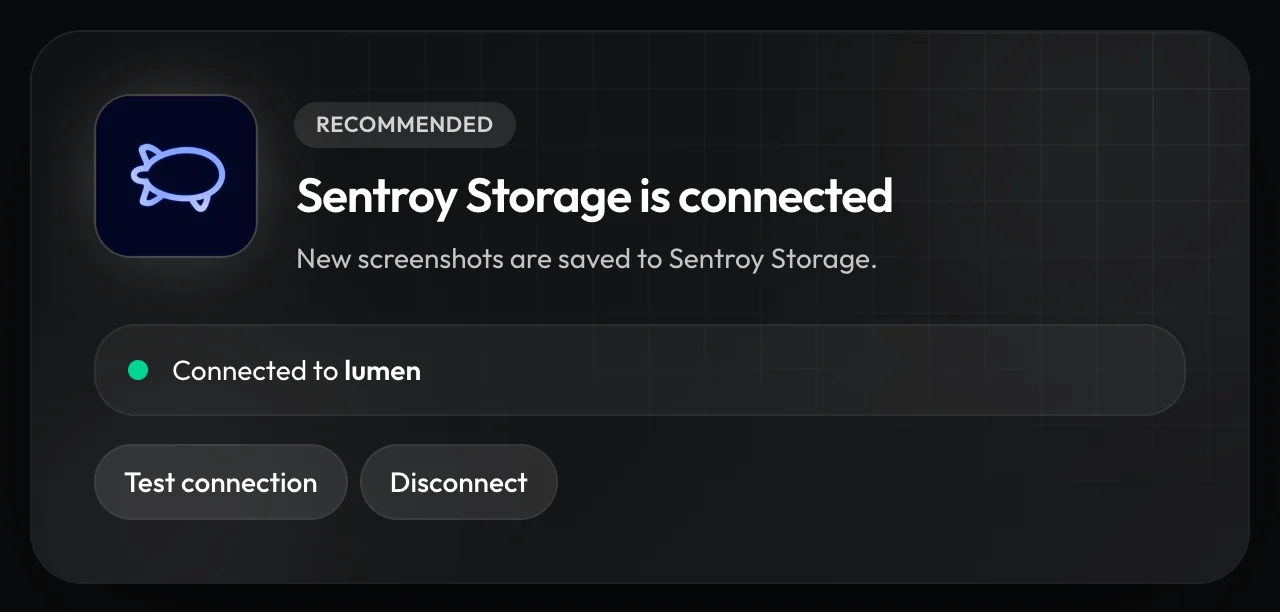 RECOMMENDED
Sentroy Storage is connected
New screenshots are saved to Sentroy Storage.
Connected to lumen
Test connection
Disconnect